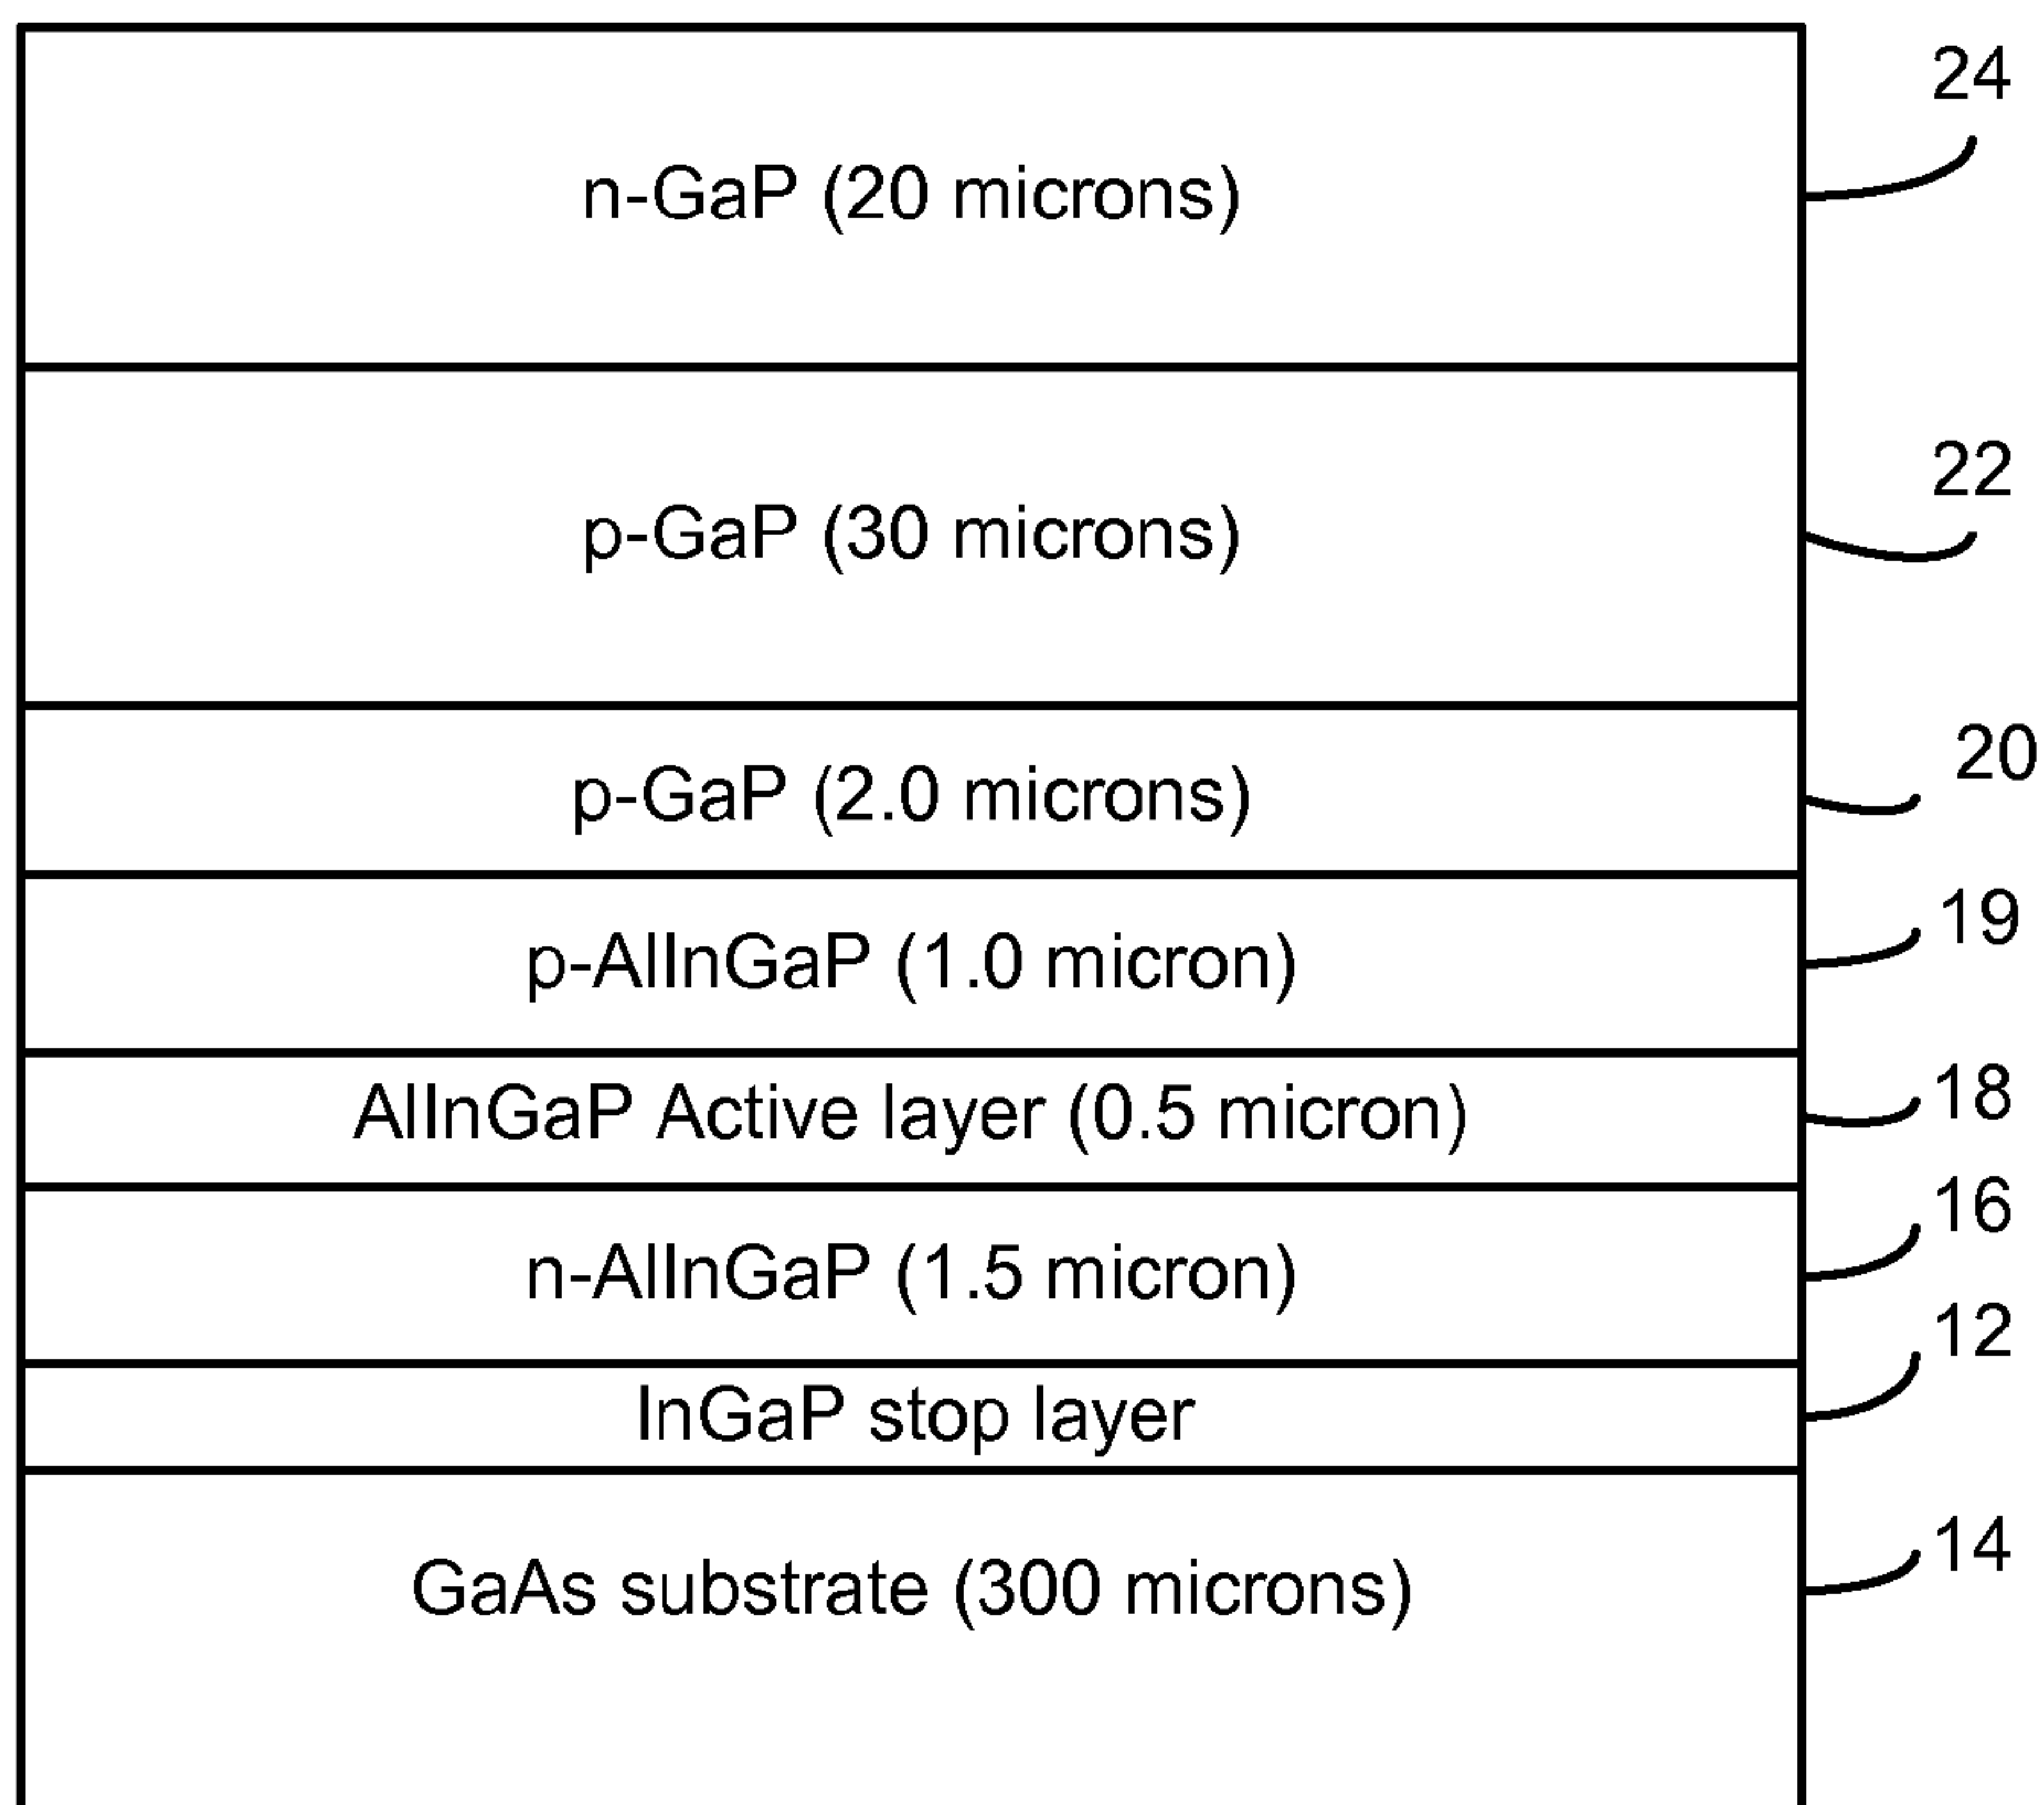 24
n-GaP (20 microns)
22
p-GaP (30 microns)
20
p-GaP (2.0 microns)
19
p-AlInGaP (1.0 micron)
18
AlInGaP Active layer (0.5 micron)
16
n-AlInGaP (1.5 micron)
12
InGaP stop layer
14
GaAs substrate (300 microns)